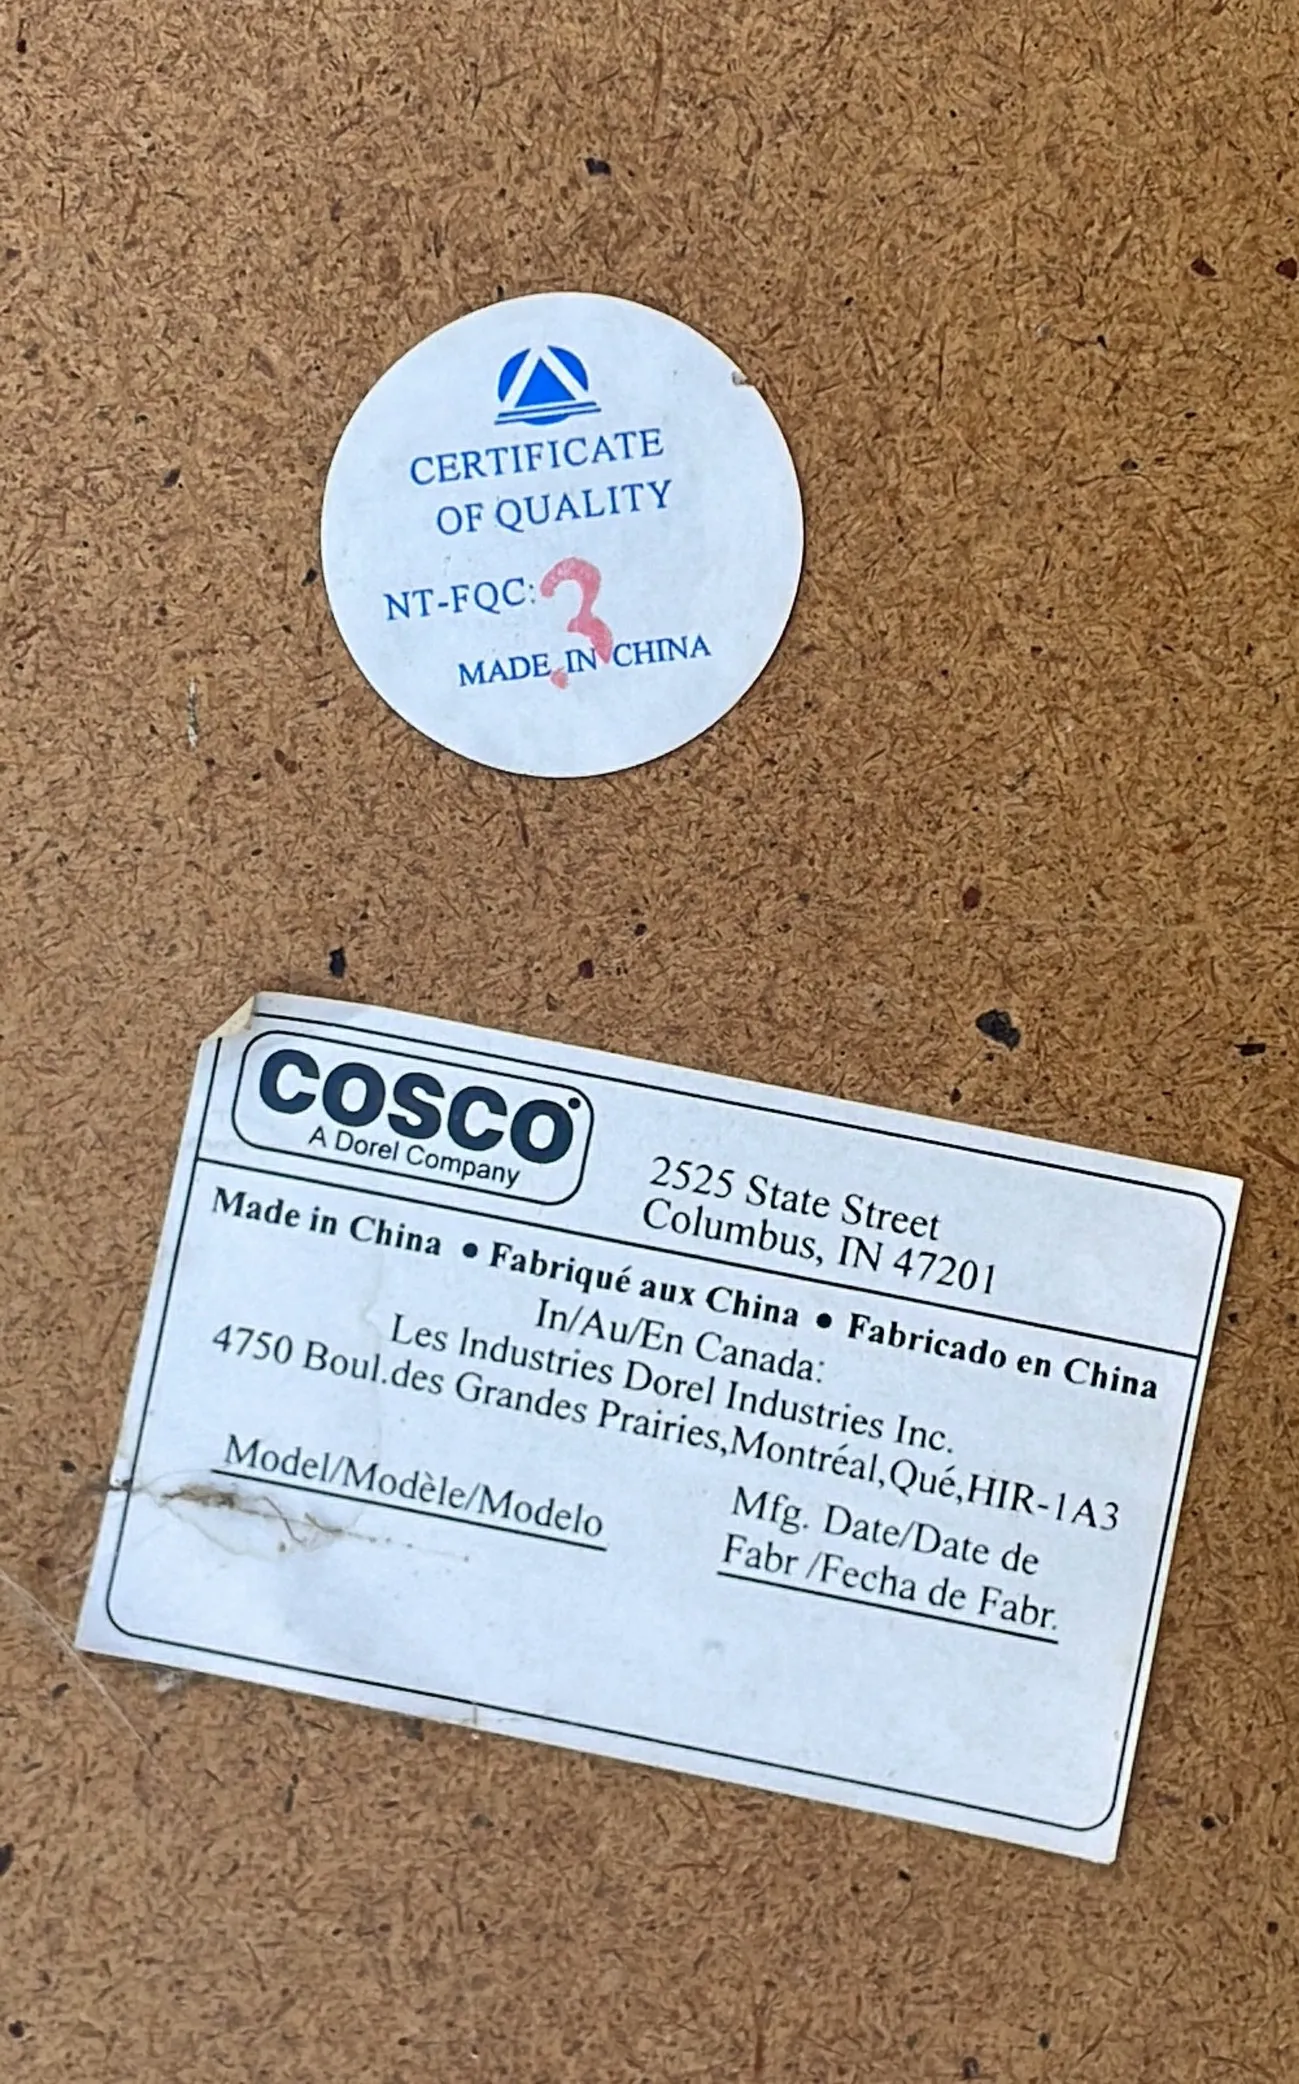 CERTIFICATE
OF QUALITY
NT-FQC: 3
MADE IN CHINA
COSCO
A Dorel Company
2525 State Street
Columbus, IN 47201
Made in China • Fabriqué aux China • Fabricado en China
In/Au/En Canada:
Les Industries Dorel Industries Inc.
4750 Boul.des Grandes Prairies,Montréal,Qué,HIR-1A3
Model/Modèle/Modelo
Mfg. Date/Date de
Fabr /Fecha de Fabr.